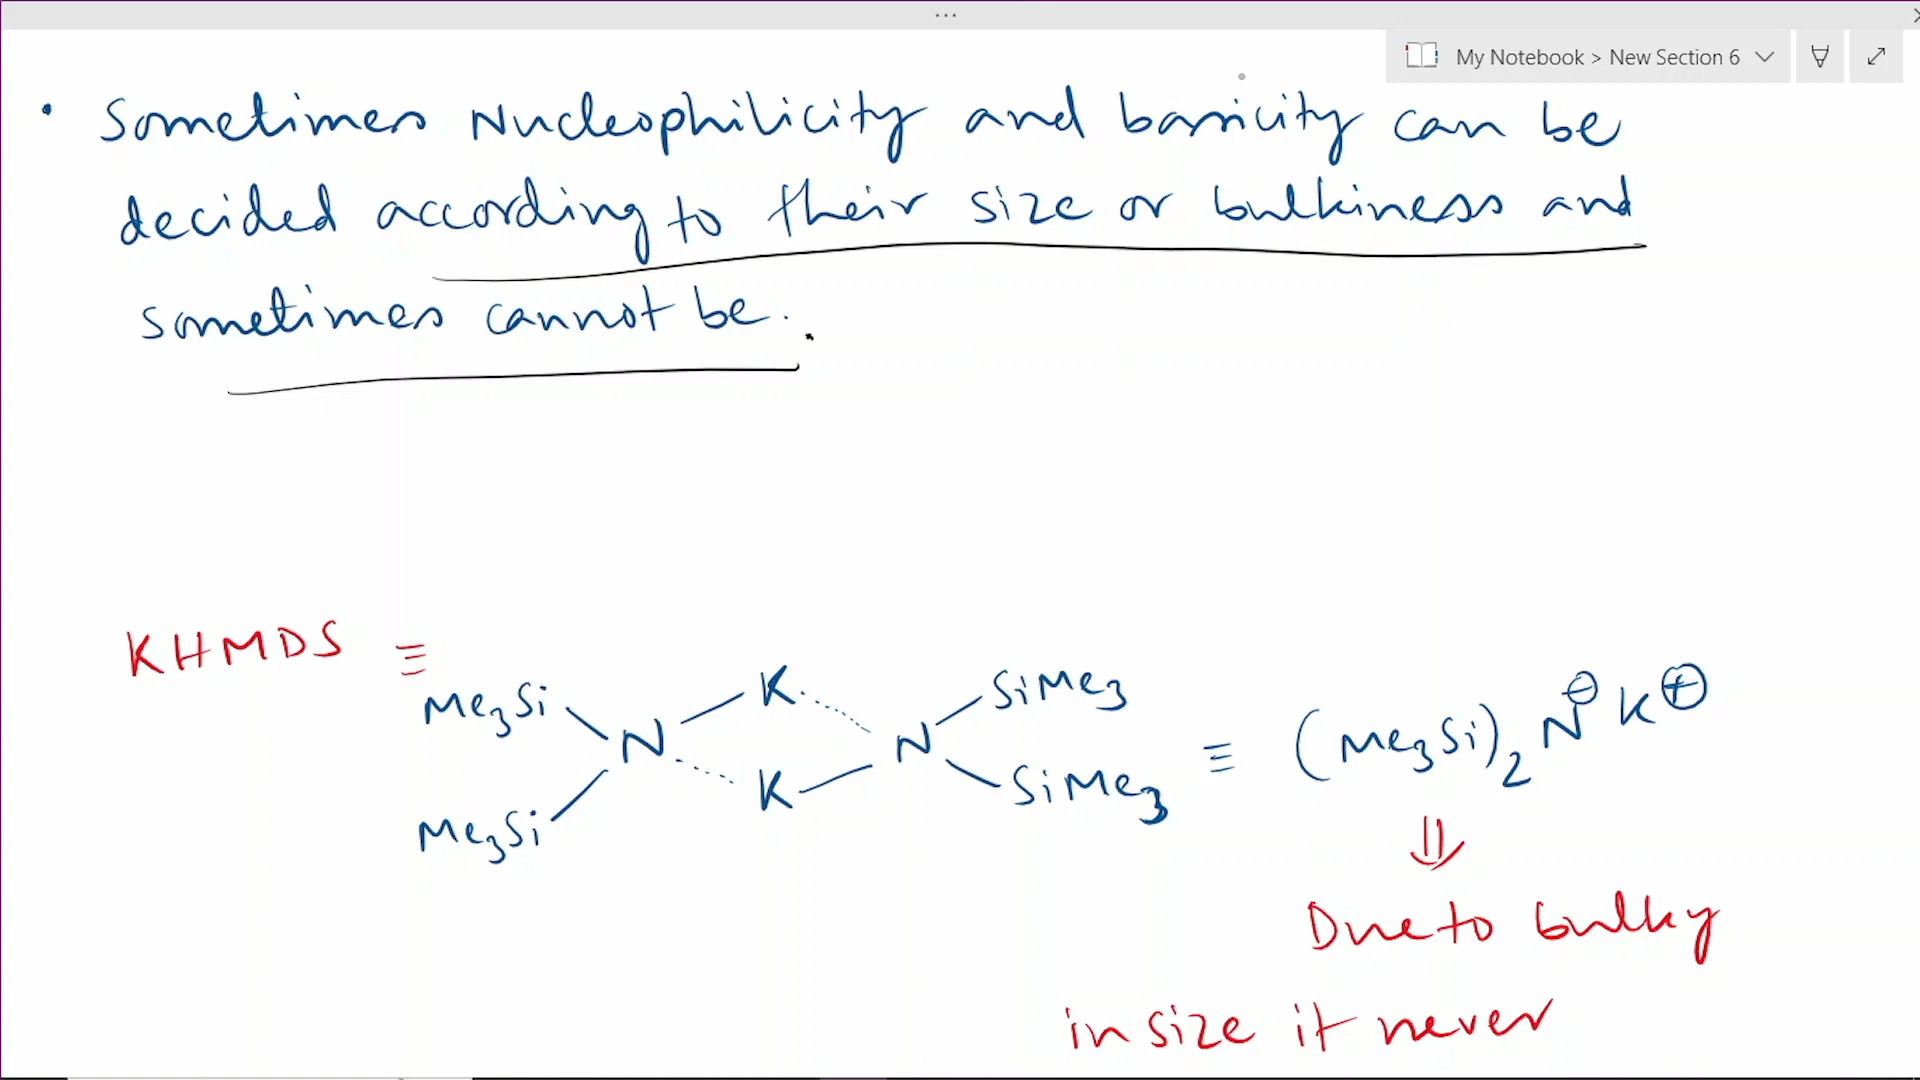 ...
My Notebook > New Section 6
• Sometimes Nucleophilicity and basicity can be
decided according to their size or bulkiness and
sometimes cannot be.
KHMDS ≡
Me3Si
Me3Si
N
K
K
N
SiMe3
SiMe3
≡ (Me3Si)2 N⊖ K⊕
⇓
Due to bulky
in size it never